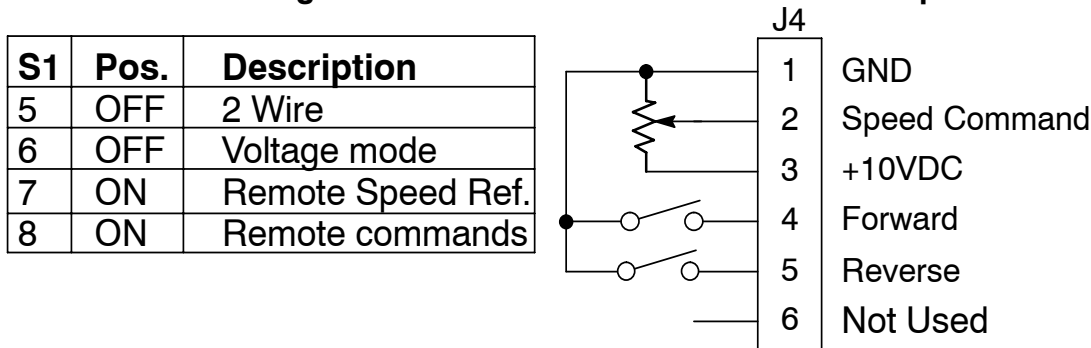 J4
S1 Pos. Description
5 OFF 2 Wire
6 OFF Voltage mode
7 ON Remote Speed Ref.
8 ON Remote commands
1 GND
2 Speed Command
3 +10VDC
4 Forward
5 Reverse
6 Not Used